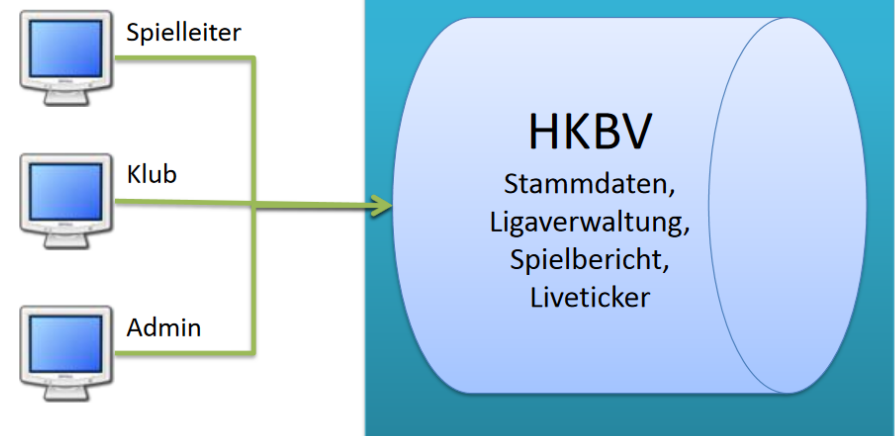 Spielleiter
Klub
Admin
HKBV
Stammdaten,
Ligaverwaltung,
Spielbericht,
Liveticker